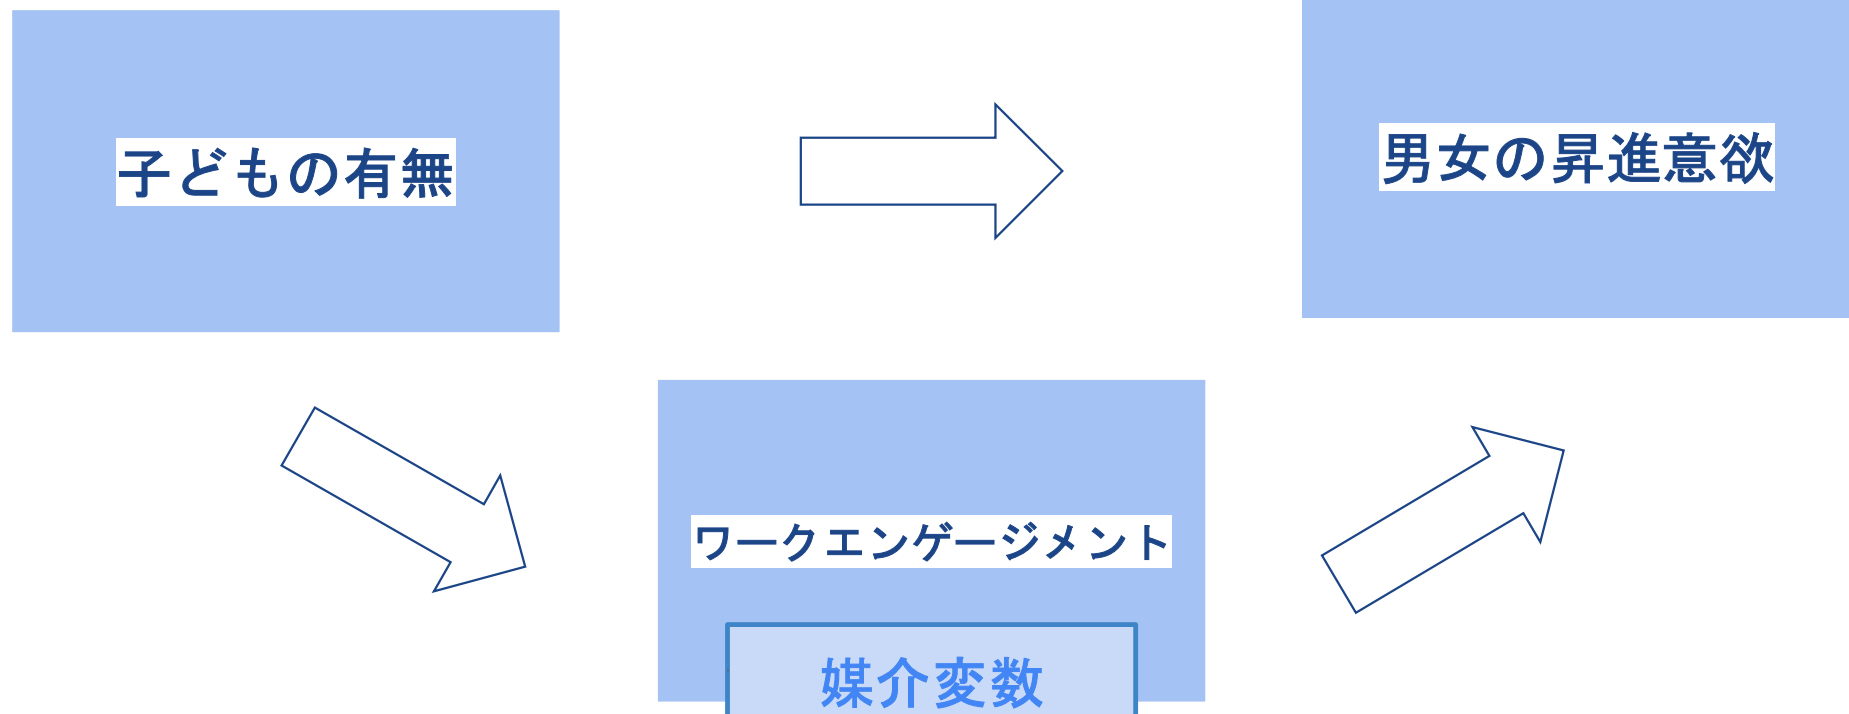 子どもの有無
男女の昇進意欲
ワークエンゲージメント
媒介変数